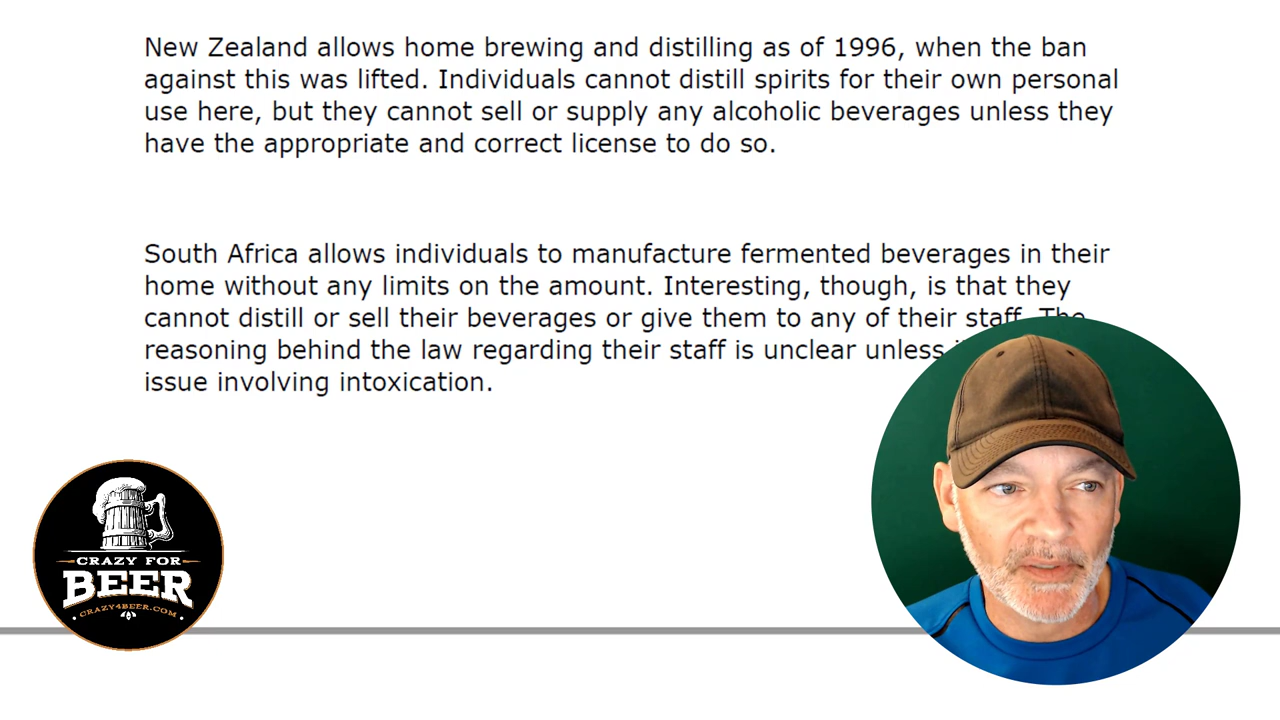 New Zealand allows home brewing and distilling as of 1996, when the ban
against this was lifted. Individuals cannot distill spirits for their own personal
use here, but they cannot sell or supply any alcoholic beverages unless they
have the appropriate and correct license to do so.
South Africa allows individuals to manufacture fermented beverages in their
home without any limits on the amount. Interesting, though, is that they
cannot distill or sell their beverages or give them to any of their staff. The
reasoning behind the law regarding their staff is unclear unless
issue involving intoxication.
CRAZY FOR
BEER
CRAZY4BEER.COM